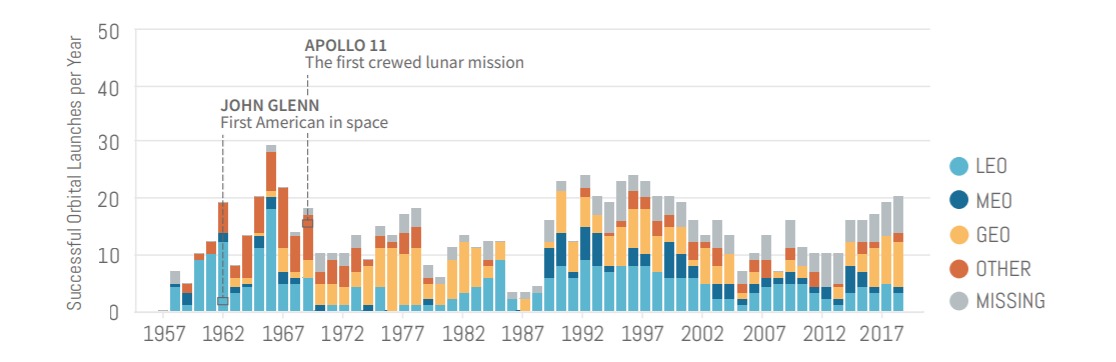 Successful Orbital Launches per Year
50
40
30
20
10
0
APOLLO 11
The first crewed lunar mission
JOHN GLENN
First American in space
1957 1962 1967 1972 1977 1982 1987 1992 1997 2002 2007 2012 2017
LEO
MEO
GEO
OTHER
MISSING